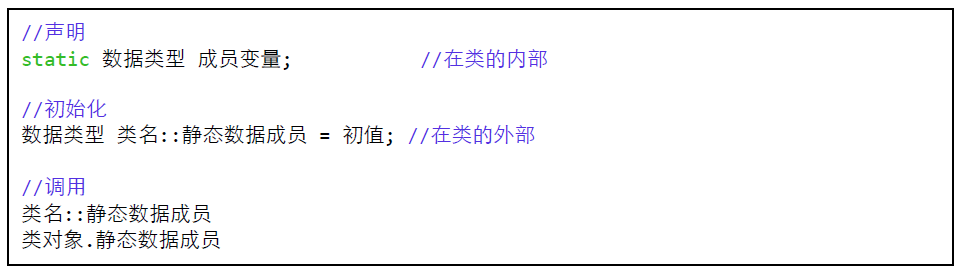 //声明
static 数据类型 成员变量; //在类的内部
//初始化
数据类型 类名::静态数据成员 = 初值; //在类的外部
//调用
类名::静态数据成员
类对象.静态数据成员